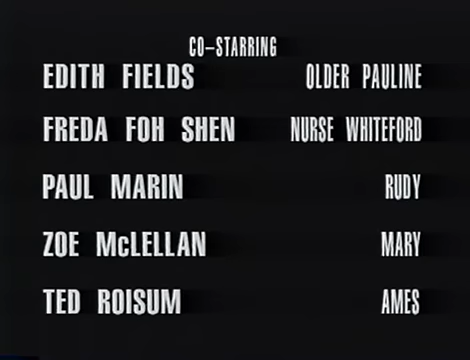 CO-STARRING
EDITH FIELDS OLDER PAULINE
FREDA FOH SHEN NURSE WHITEFORD
PAUL MARIN RUDY
ZOE McLELLAN MARY
TED ROISUM AMES